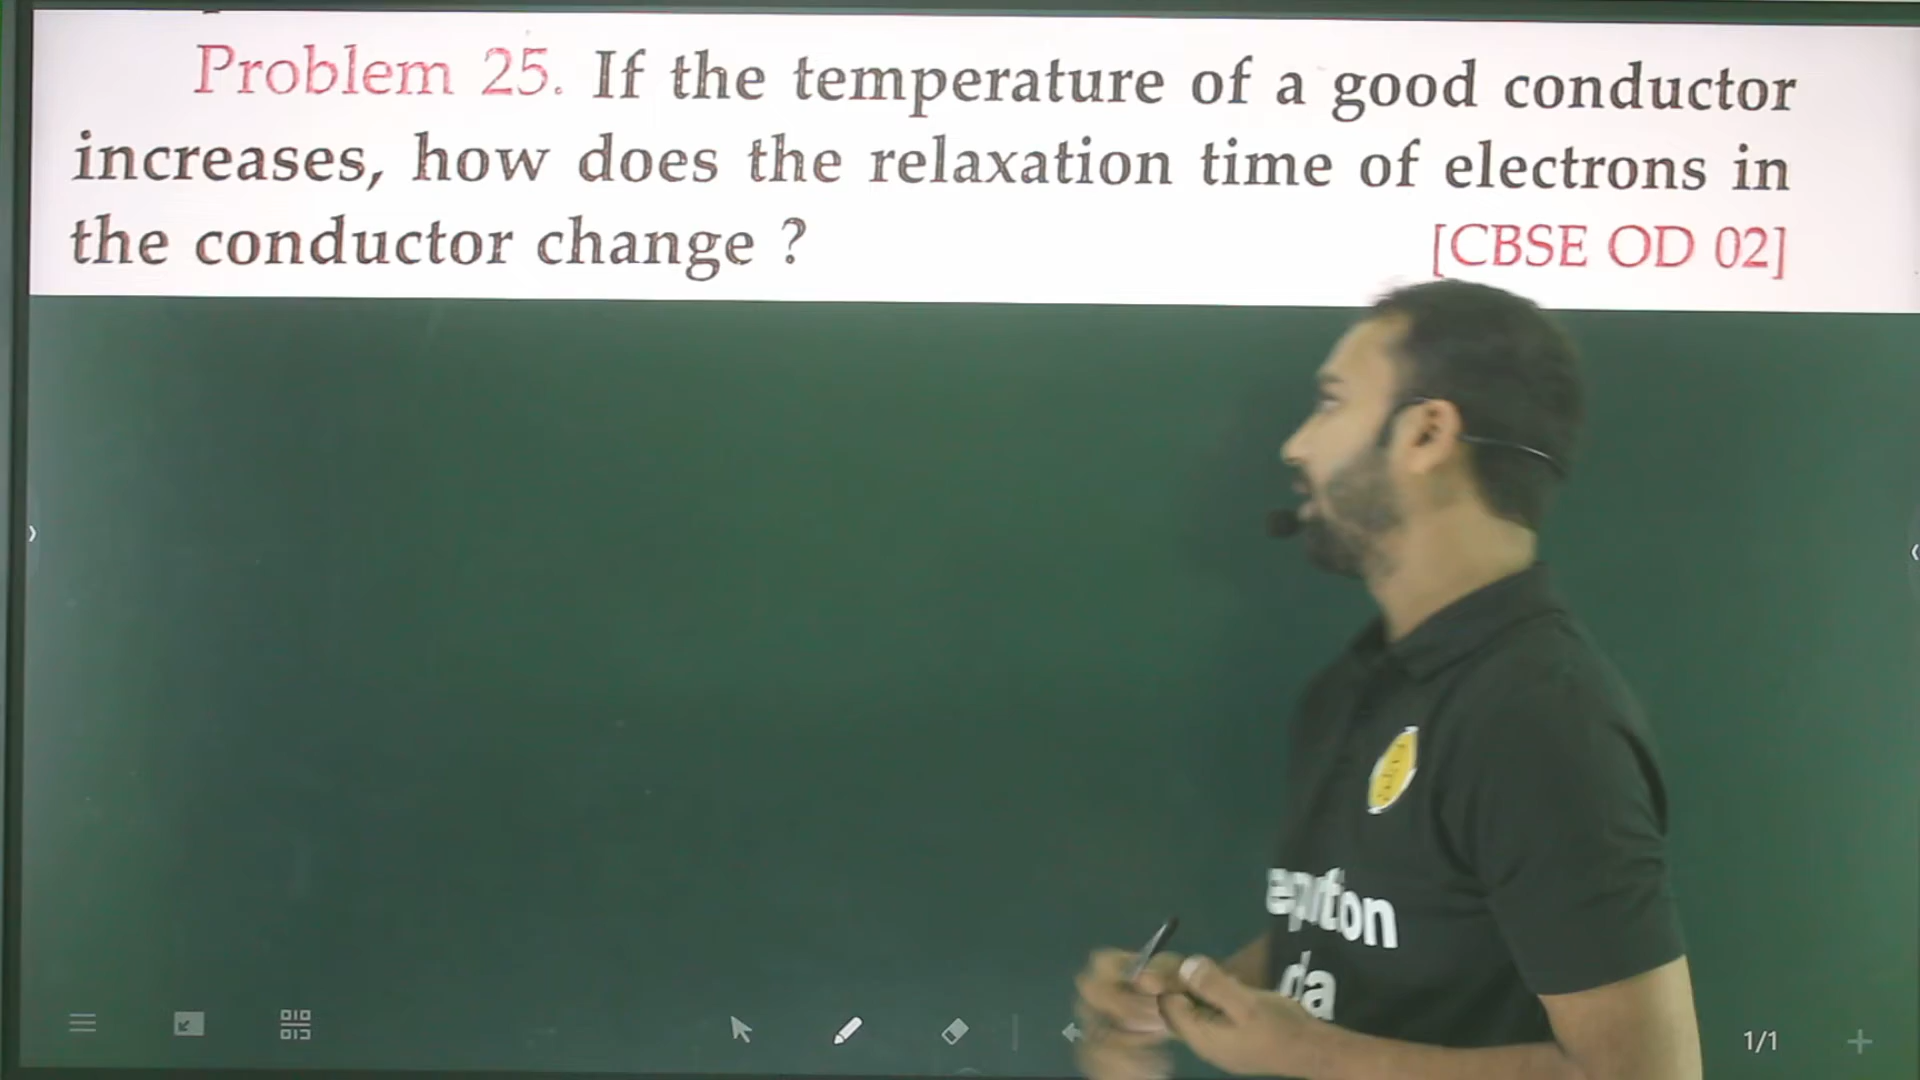 Problem 25. If the temperature of a good conductor
increases, how does the relaxation time of electrons in
the conductor change ?
[CBSE OD 02]
1/1